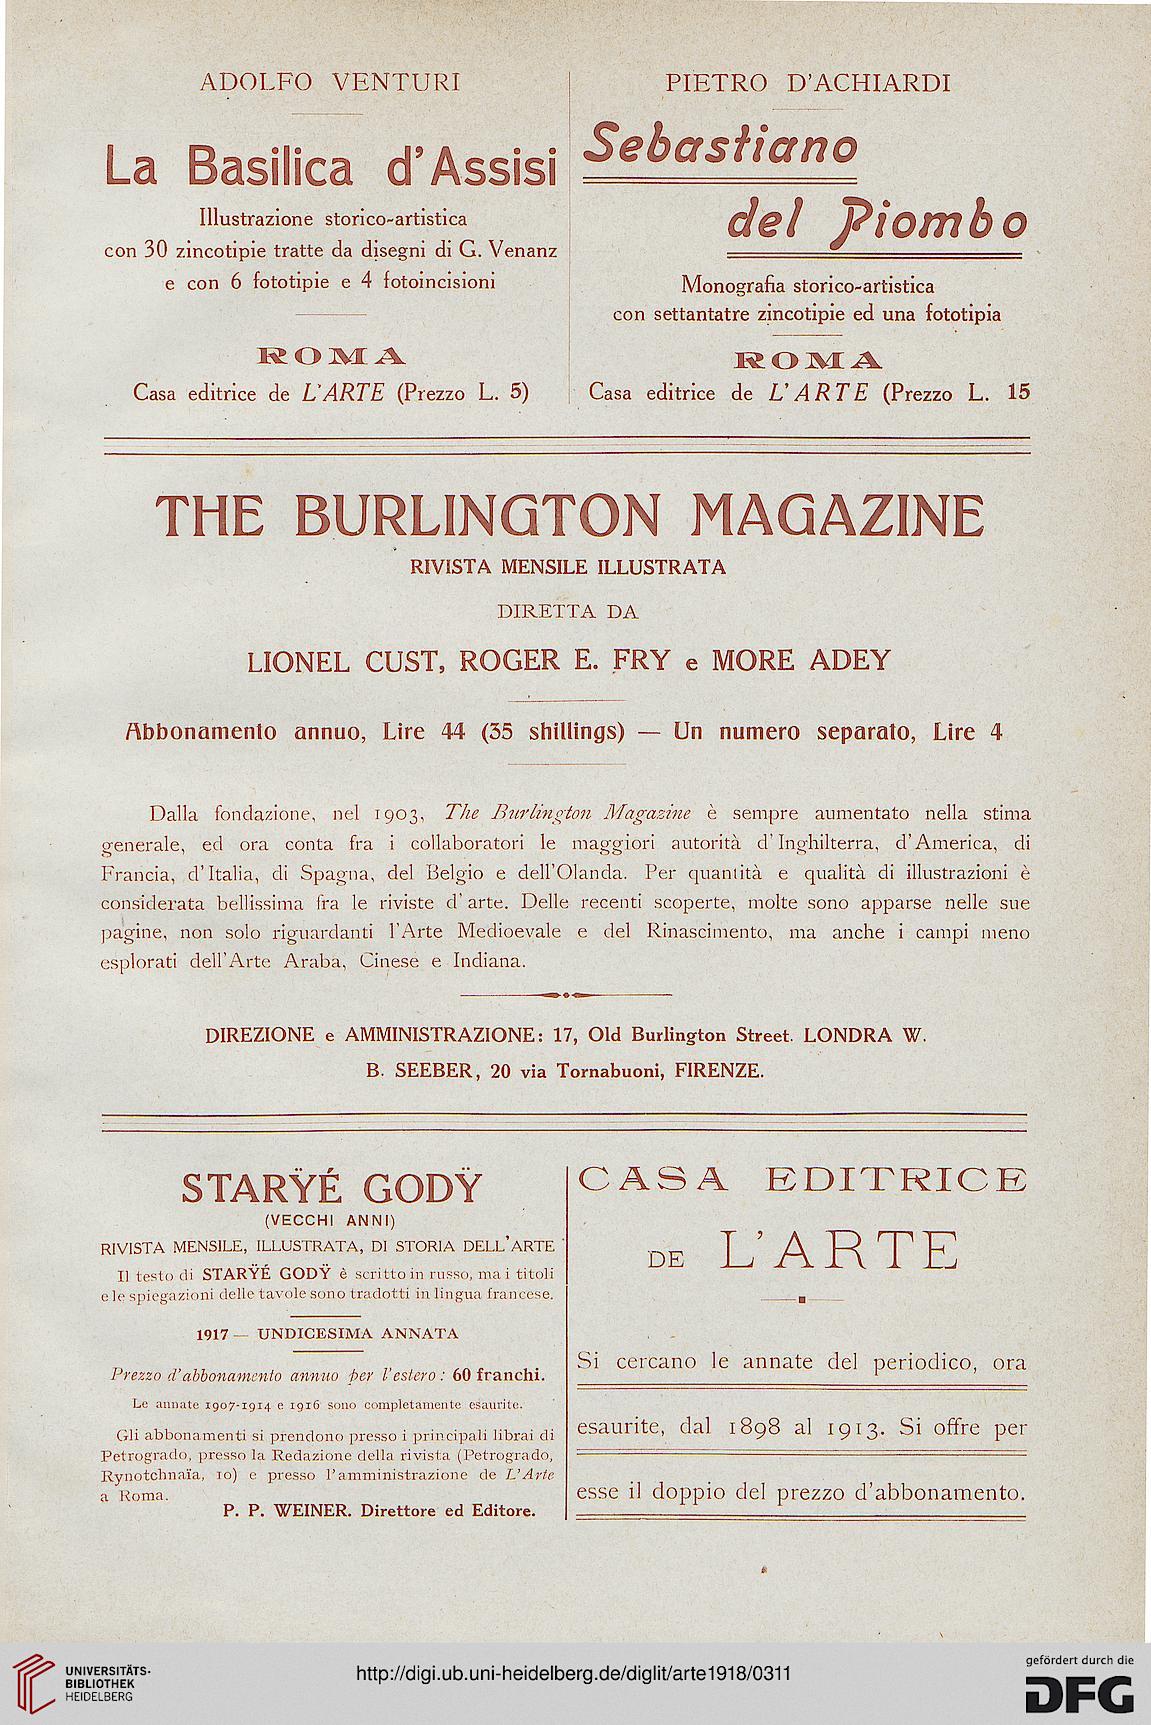 ADOLFO VENTURI
La Basilica d'Assisi
Illustrazione storico-artistica
con 30 zincotipie tratte da disegni di G. Venanz
e con 6 fototipie e 4 fotoincisioni
ROMA
Casa editrice de L'ARTE (Prezzo L. 5)
PIETRO D'ACHIARDI
Sebastiano
del Piombo
Monografia storico-artistica
con settantatre zincotipie ed una fototipia
ROMA
Casa editrice de L'ARTE (Prezzo L. 15
THE BURLINGTON MAGAZINE
RIVISTA MENSILE ILLUSTRATA
DIRETTA DA
LIONEL CUST, ROGER E. FRY e MORE ADEY
Abbonamento annuo, Lire 44 (35 shillings) — Un numero separato, Lire 4
Dalla fondazione, nel 1903, The Burlington Magazine è sempre aumentato nella stima
generale, ed ora conta fra i collaboratori le maggiori autorità d'Inghilterra, d'America, di
Francia, d'Italia, di Spagna, del Belgio e dell'Olanda. Per quantità e qualità di illustrazioni è
considerata bellissima fra le riviste d'arte. Delle recenti scoperte, molte sono apparse nelle sue
pagine, non solo riguardanti l'Arte Medioevale e del Rinascimento, ma anche i campi meno
esplorati dell'Arte Araba, Cinese e Indiana.
DIREZIONE e AMMINISTRAZIONE: 17, Old Burlington Street. LONDRA W.
B. SEEBER, 20 via Tornabuoni, FIRENZE.
STARŸÉ GODŸ
(VECCHI ANNI)
RIVISTA MENSILE, ILLUSTRATA, DI STORIA DELL'ARTE
Il testo di STARŸÉ GODŸ è scritto in russo, ma i titoli
e le spiegazioni delle tavole sono tradotti in lingua francese.
1917 — UNDICESIMA ANNATA
Prezzo d'abbonamento annuo per l'estero: 60 franchi.
Le annate 1907-1914 e 1916 sono completamente esaurite.
Gli abbonamenti si prendono presso i principali librai di
Petrogrado, presso la Redazione della rivista (Petrogrado,
Rynotchnaïa, 10) e presso l'amministrazione de L'Arte
a Roma.
P. P. WEINER. Direttore ed Editore.
CASA EDITRICE
DE L'ARTE
Si cercano le annate del periodico, ora
esaurite, dal 1898 al 1913. Si offre per
esse il doppio del prezzo d'abbonamento.
UNIVERSITÄTS-
BIBLIOTHEK
HEIDELBERG
http://digi.ub.uni-heidelberg.de/diglit/arte1918/0311
gefördert durch die
DFG